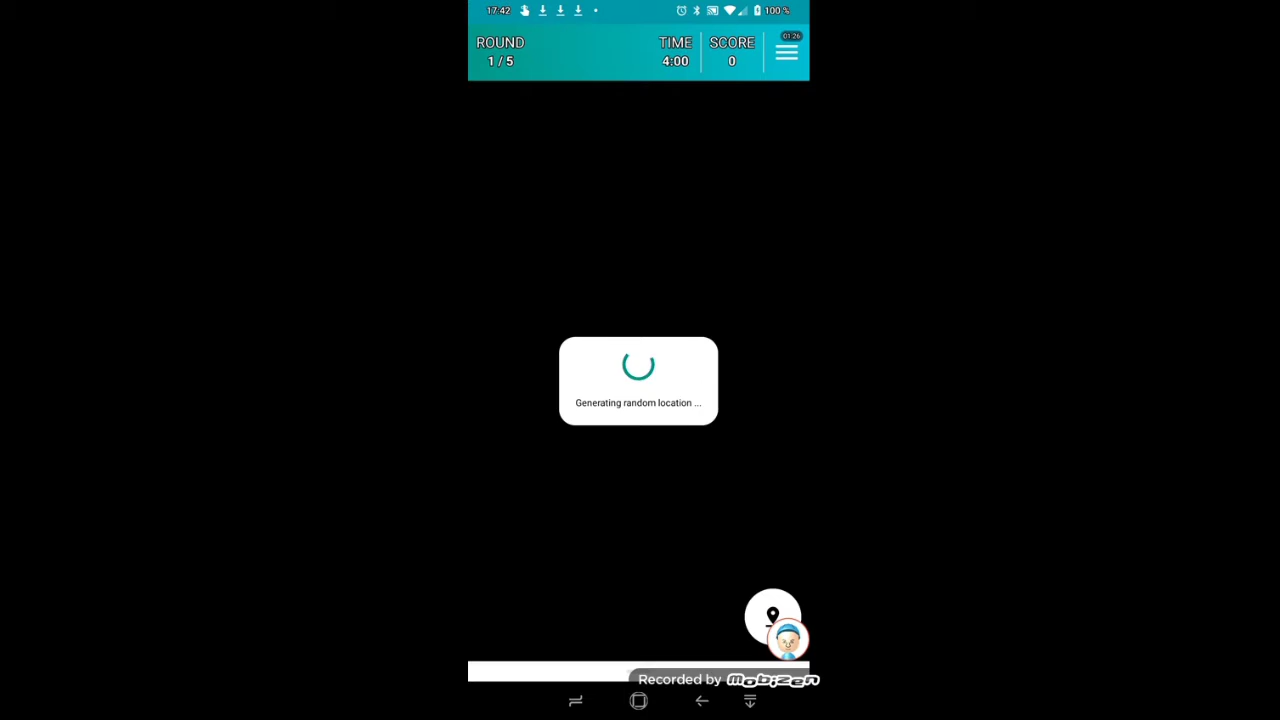 17:42
100 %
ROUND
1 / 5
TIME
4:00
SCORE
0
01:26
Generating random location ...
Recorded by Mobizen